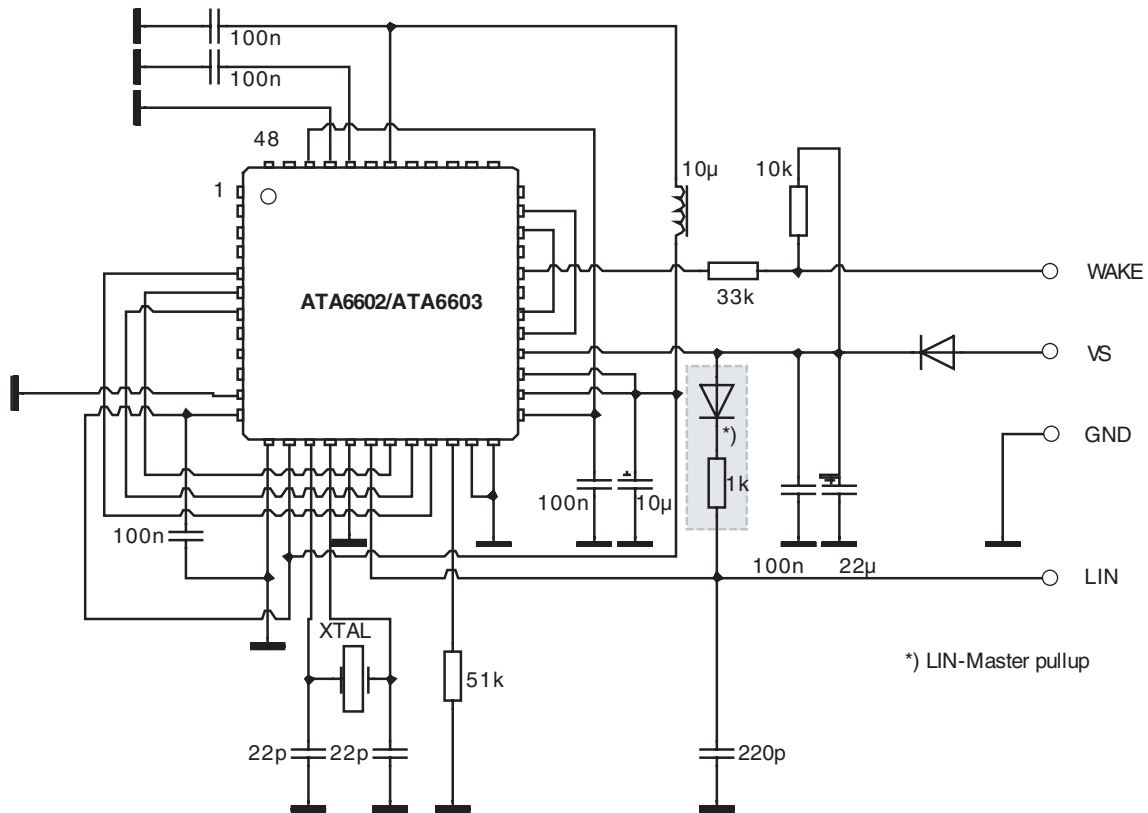 100n
100n
48
1
10µ
10k
WAKE
33k
ATA6602/ATA6603
VS
*)
GND
1k
100n
10µ
100n
100n
22µ
LIN
XTAL
*) LIN-Master pullup
51k
22p
22p
220p